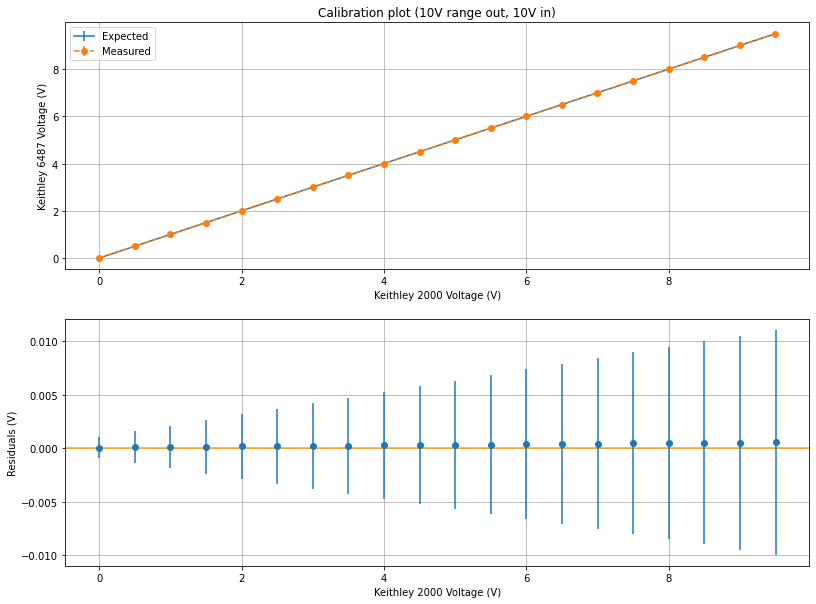 Calibration plot (10V range out, 10V in)
Expected
Measured
Keithley 6487 Voltage (V)
8
6
4
2
0
0 2 4 6 8
Keithley 2000 Voltage (V)
Residuals (V)
0.010
0.005
0.000
−0.005
−0.010
0 2 4 6 8
Keithley 2000 Voltage (V)